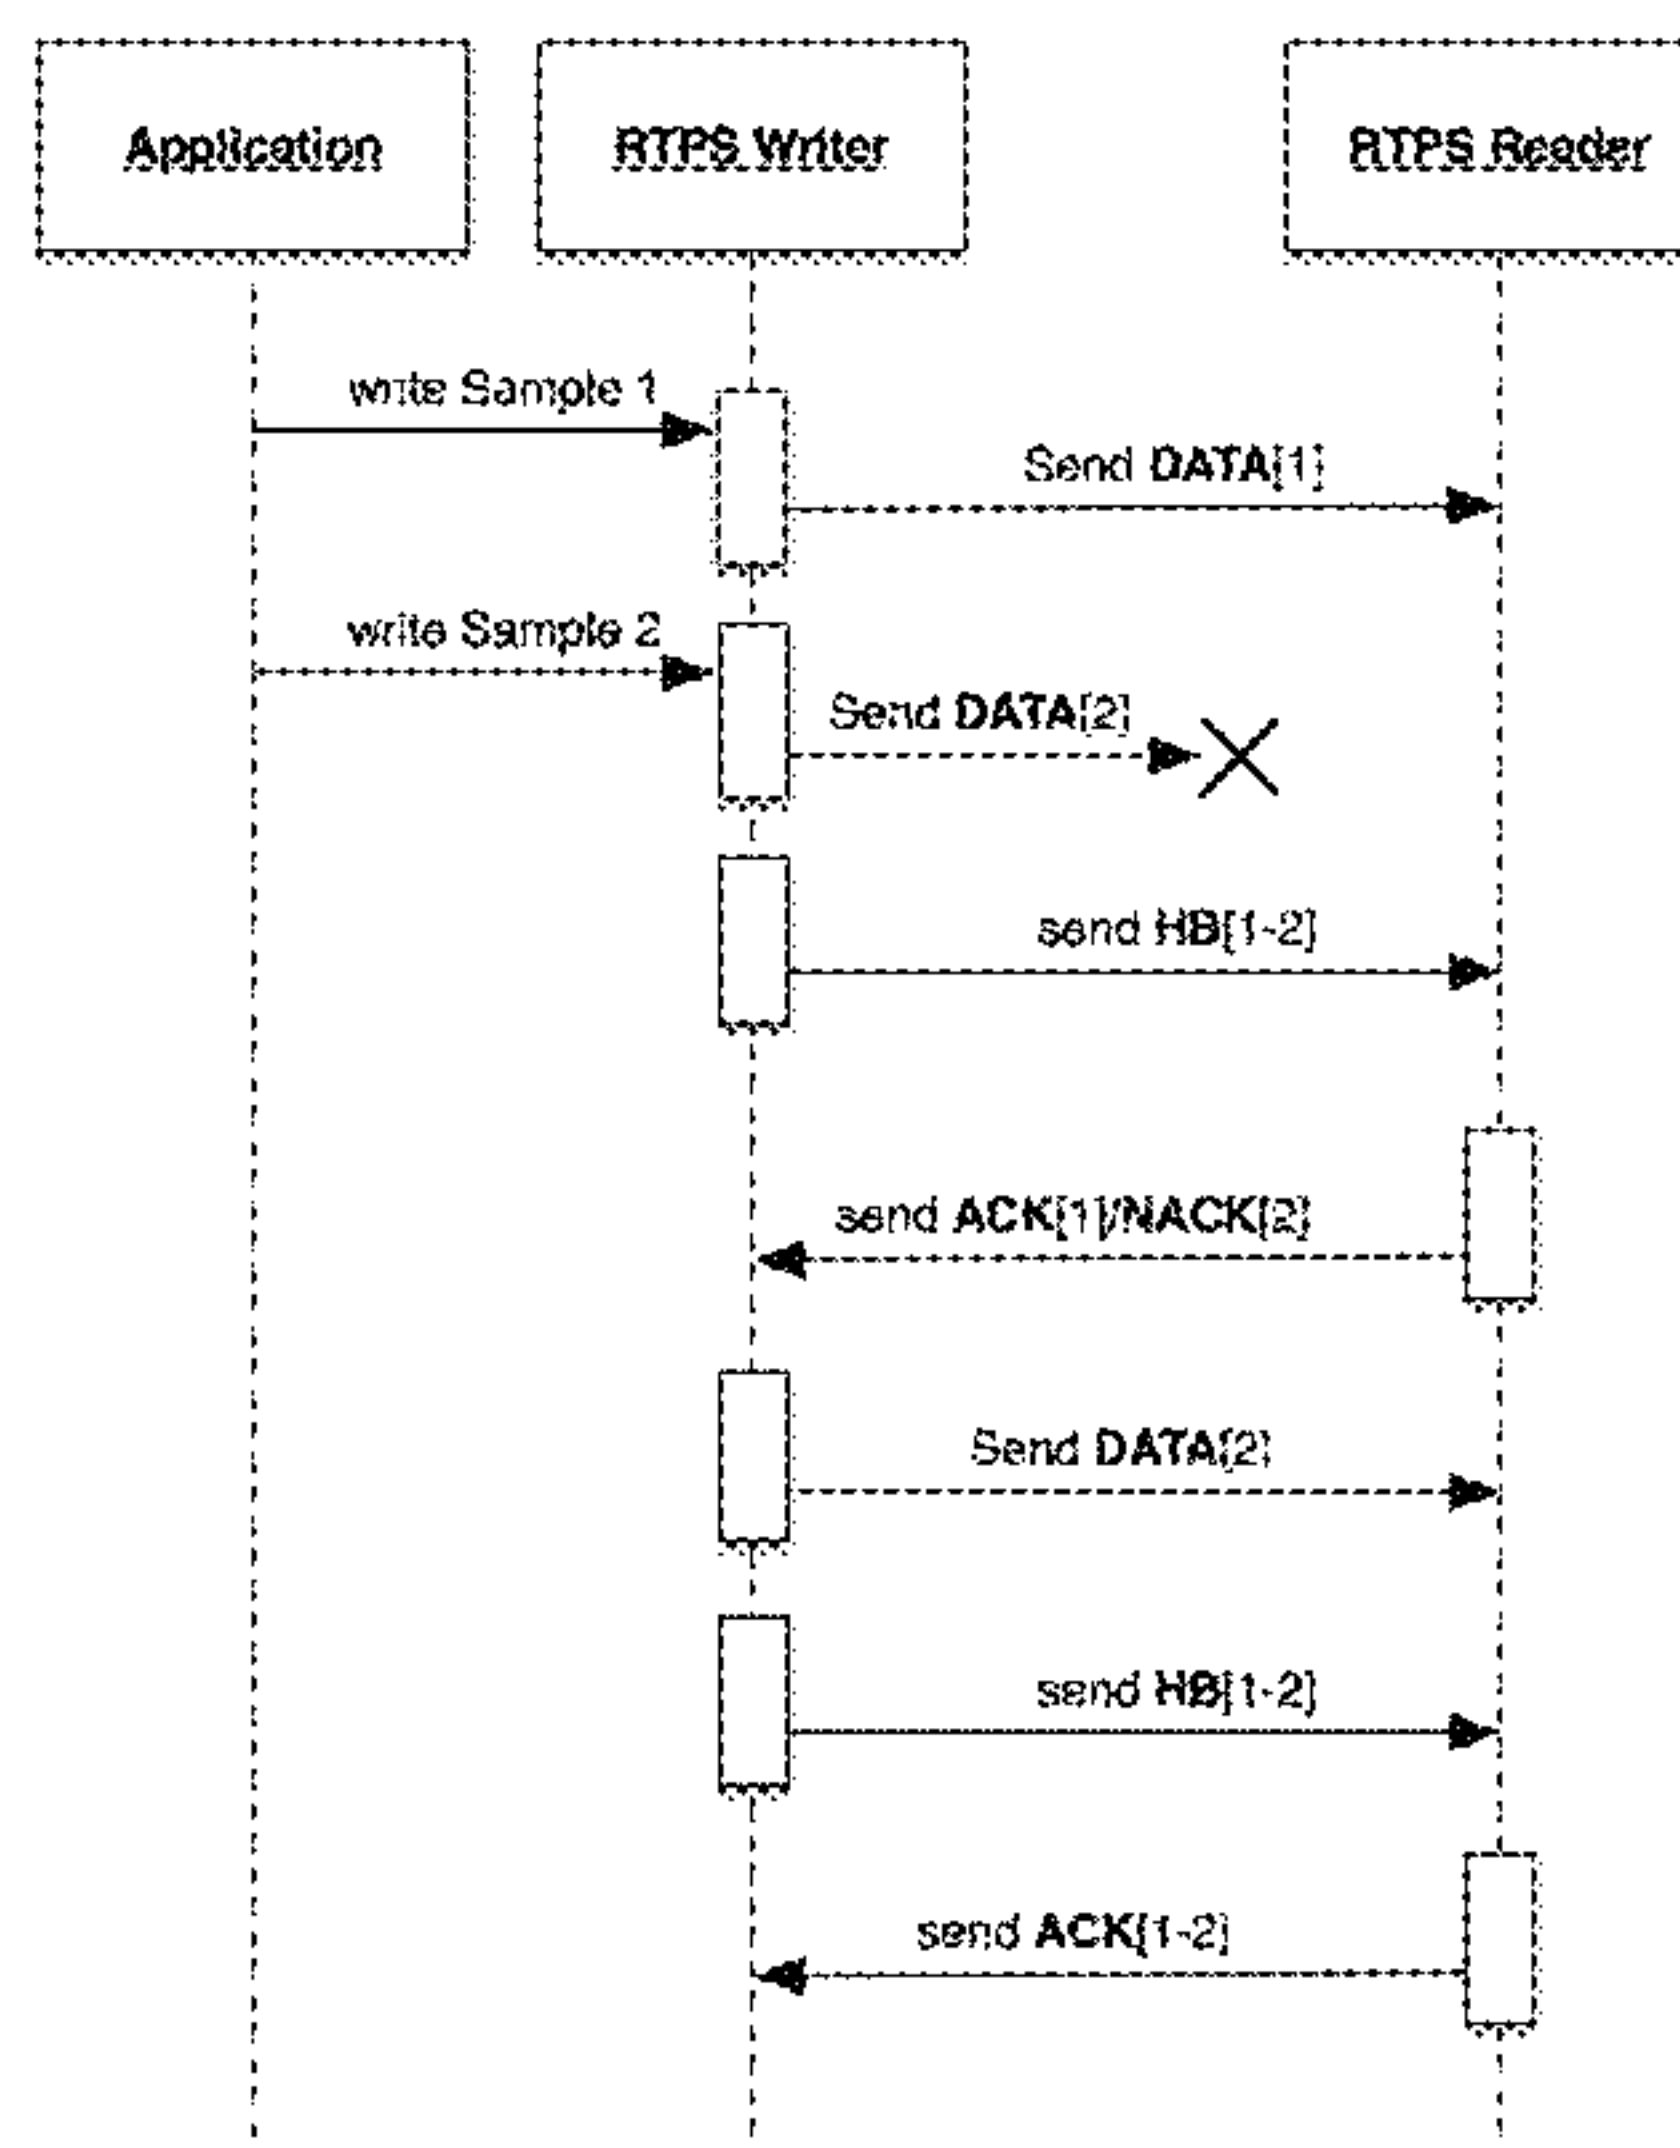 Application
RTPS Writer
RTPS Reader
write Sample 1
Send DATA[1]
write Sample 2
Send DATA[2]
send HB[1-2]
send ACK[1]/NACK[2]
Send DATA[2]
send HB[1-2]
send ACK[1-2]